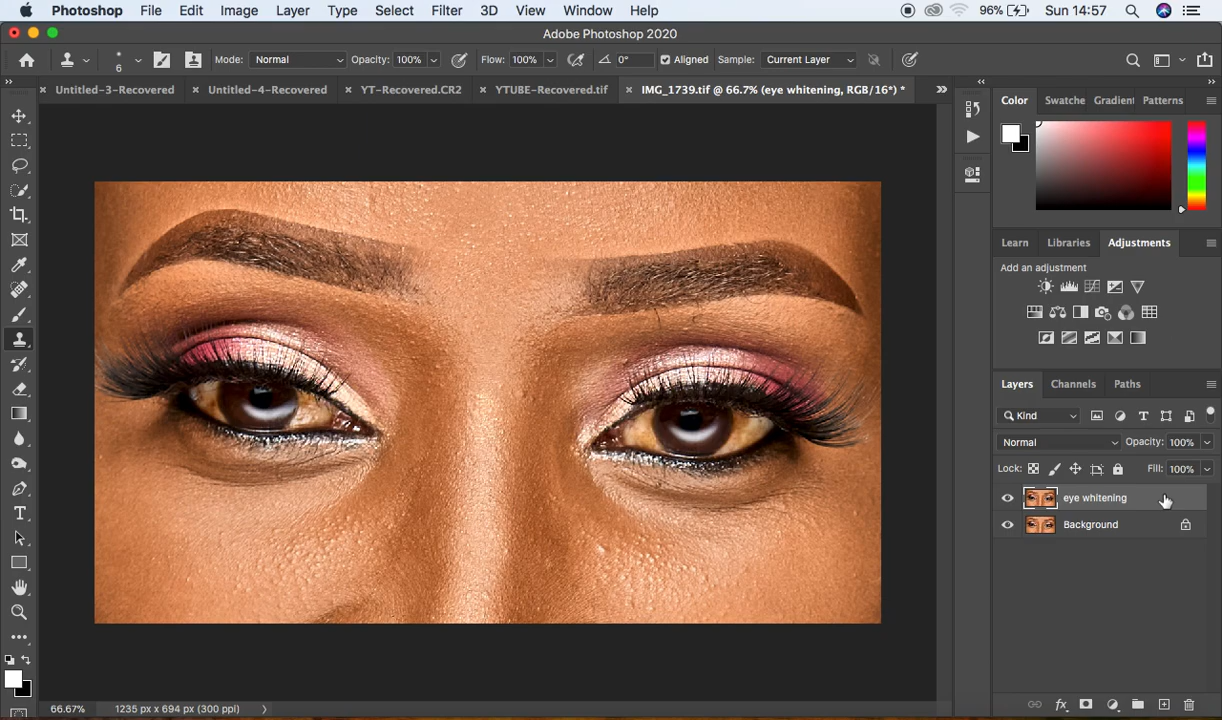 Photoshop File Edit Image Layer Type Select Filter 3D View Window Help 96% Sun 14:57
Adobe Photoshop 2020
6 Mode: Normal Opacity: 100% Flow: 100% 0° Aligned Sample: Current Layer
Untitled-3-Recovered Untitled-4-Recovered YT-Recovered.CR2 YTUBE-Recovered.tif IMG_1739.tif @ 66.7% (eye whitening, RGB/16*) *
Color Swatche Gradient Patterns
Learn Libraries Adjustments
Add an adjustment
Layers Channels Paths
Kind
Normal Opacity: 100%
Lock: Fill: 100%
eye whitening
Background
fx
66.67% 1235 px x 694 px (300 ppi)